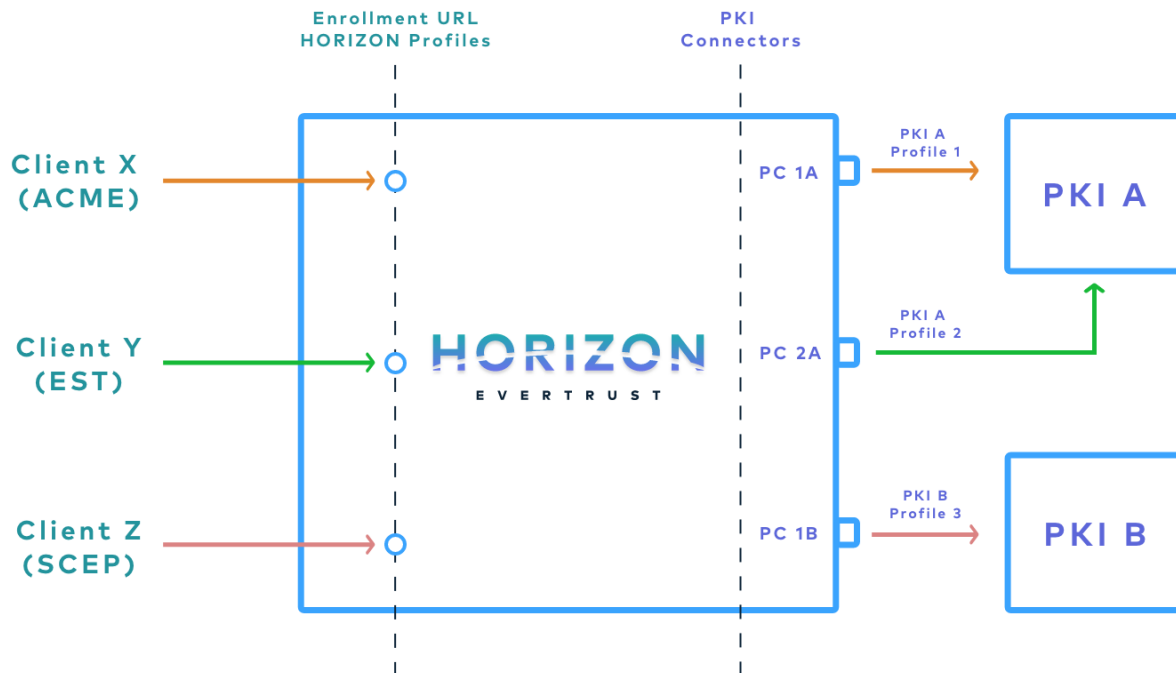 Enrollment URL
HORIZON Profiles
PKI
Connectors
Client X
(ACME)
PC 1A
PKI A
Profile 1
PKI A
Client Y
(EST)
HORIZON
EVERTRUST
PC 2A
PKI A
Profile 2
Client Z
(SCEP)
PC 1B
PKI B
Profile 3
PKI B